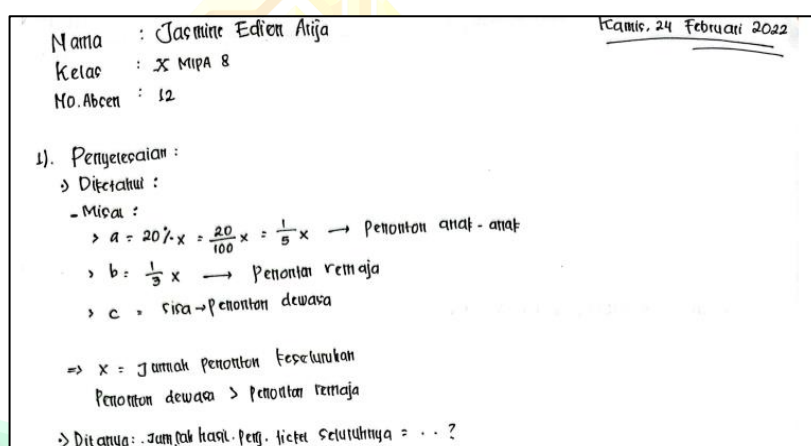 Nama : Jasmine Edien Arija
Kamis, 24 Februari 2022
Kelas : X MIPA 8
No. Absen : 12
1). Penyelesaian :
•) Diketahui :
- Misal :
> a = 20% x = 20/100 x = 1/5 x → Penonton anak - anak
> b = 1/3 x → Penonton remaja
> c = sisa → Penonton dewasa
=> x = Jumlah Penonton keseluruhan
Penonton dewasa > Penonton remaja
•) Ditanya : Jumlah hasil. Penj. ticket seluruhnya = . . ?